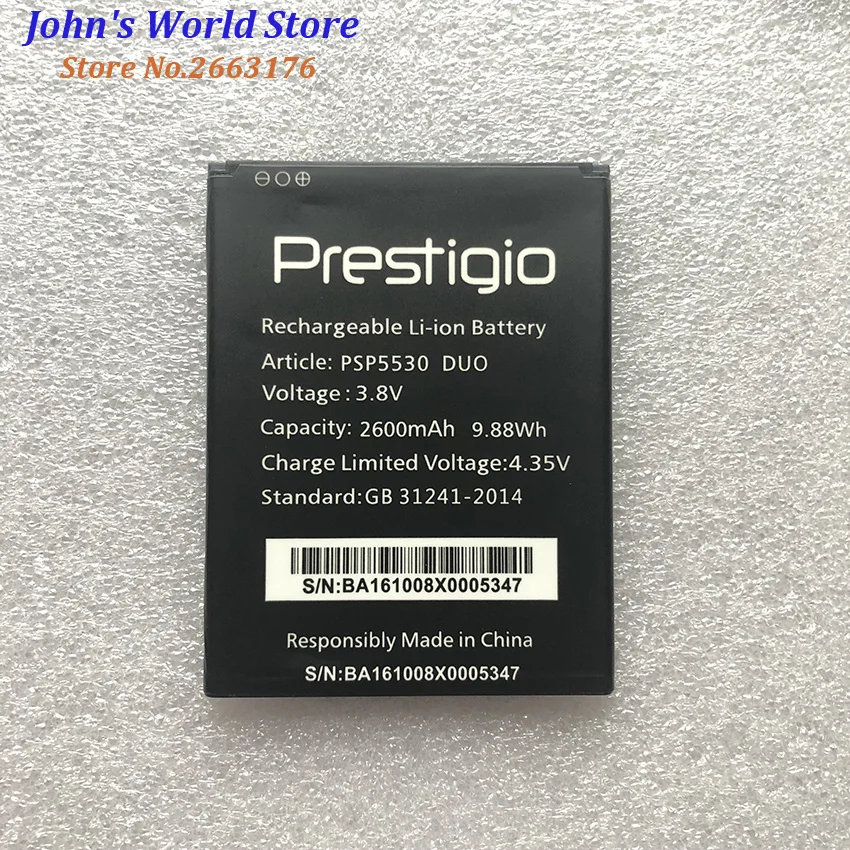 John's World Store
Store No.2663176
Prestigio
Rechargeable Li-ion Battery
Article: PSP5530 DUO
Voltage : 3.8V
Capacity: 2600mAh 9.88Wh
Charge Limited Voltage:4.35V
Standard:GB 31241-2014
S/N:BA161008X0005347
Responsibly Made in China
S/N:BA161008X0005347